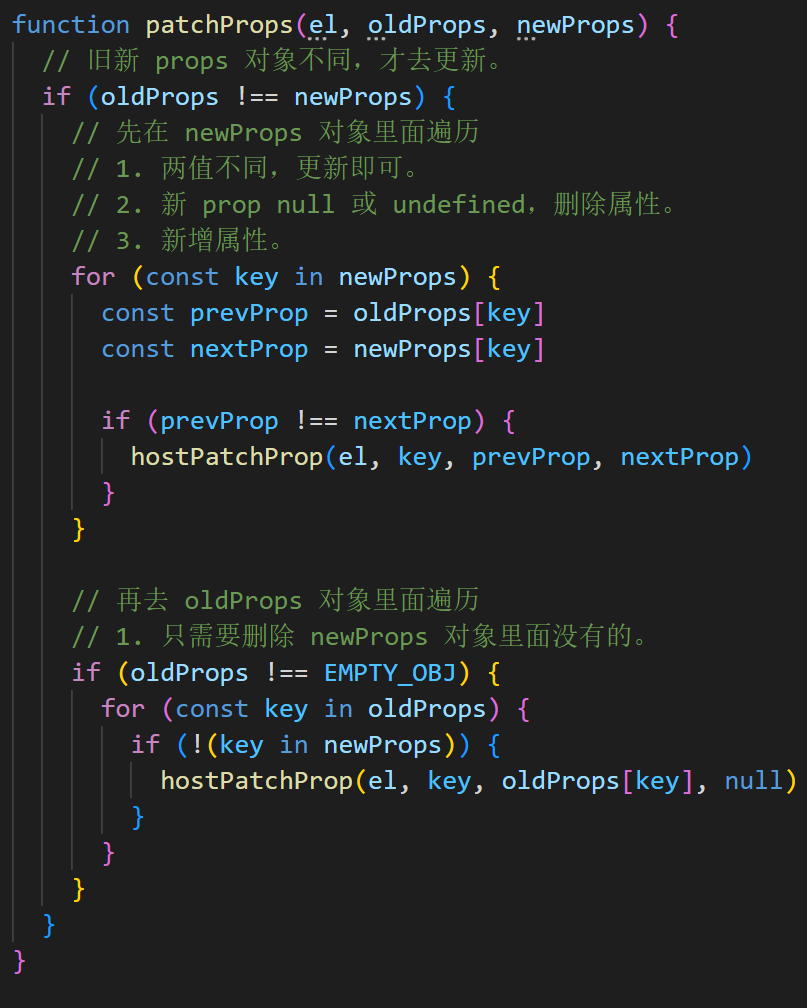 function patchProps(el, oldProps, newProps) {
// 旧新 props 对象不同，才去更新。
if (oldProps !== newProps) {
// 先在 newProps 对象里面遍历
// 1. 两值不同，更新即可。
// 2. 新 prop null 或 undefined，删除属性。
// 3. 新增属性。
for (const key in newProps) {
const prevProp = oldProps[key]
const nextProp = newProps[key]
if (prevProp !== nextProp) {
hostPatchProp(el, key, prevProp, nextProp)
}
}
// 再去 oldProps 对象里面遍历
// 1. 只需要删除 newProps 对象里面没有的。
if (oldProps !== EMPTY_OBJ) {
for (const key in oldProps) {
if (!(key in newProps)) {
hostPatchProp(el, key, oldProps[key], null)
}
}
}
}
}